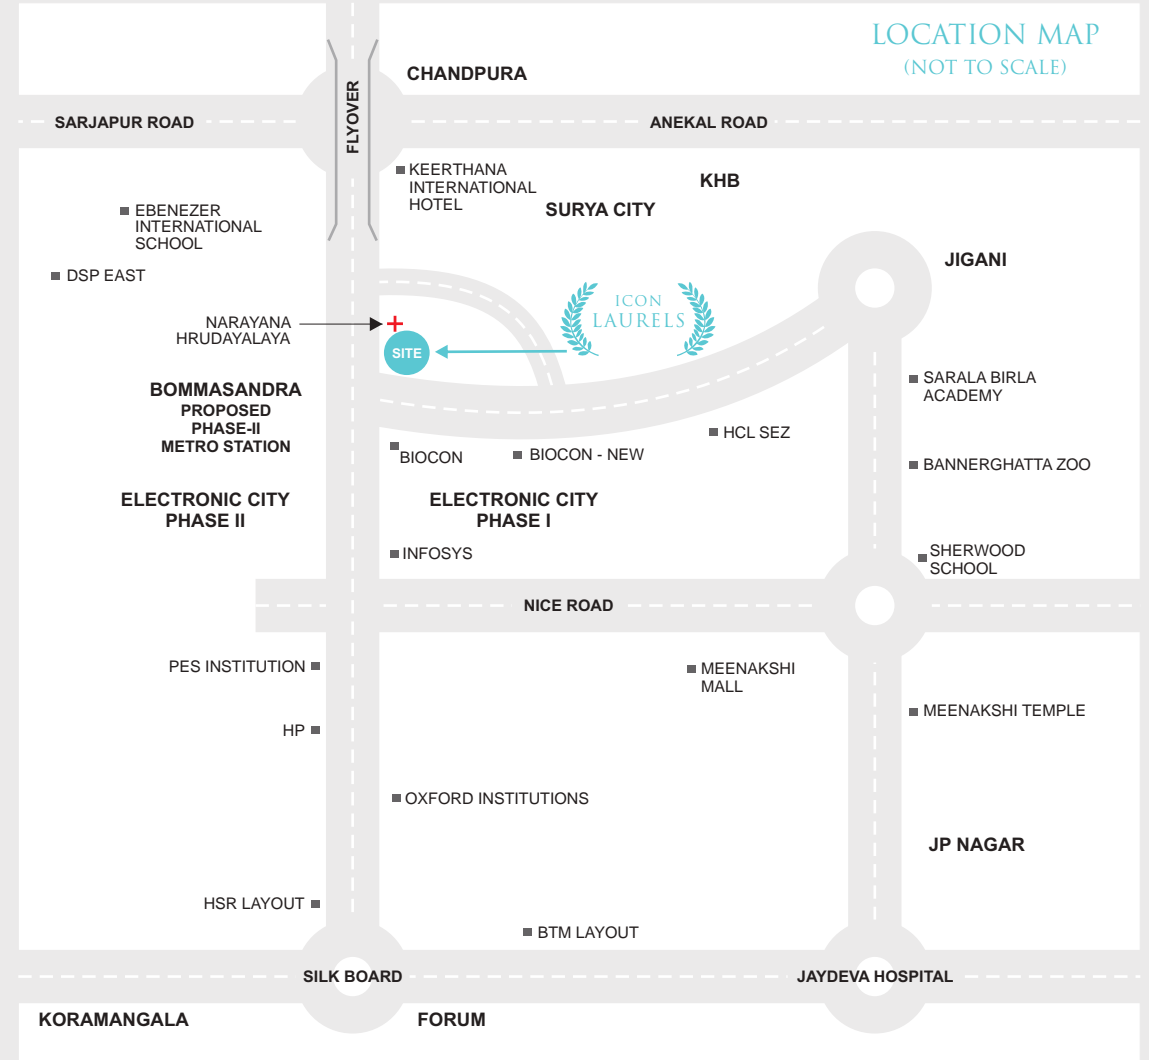 LOCATION MAP
(NOT TO SCALE)
CHANDPURA
FLYOVER
SARJAPUR ROAD
ANEKAL ROAD
KEERTHANA
INTERNATIONAL
HOTEL
KHB
SURYA CITY
EBENEZER
INTERNATIONAL
SCHOOL
JIGANI
DSP EAST
ICON
LAURELS
NARAYANA
HRUDAYALAYA
SITE
BOMMASANDRA
PROPOSED
PHASE-II
METRO STATION
SARALA BIRLA
ACADEMY
HCL SEZ
BIOCON
BIOCON - NEW
BANNERGHATTA ZOO
ELECTRONIC CITY
PHASE II
ELECTRONIC CITY
PHASE I
INFOSYS
SHERWOOD
SCHOOL
NICE ROAD
PES INSTITUTION
MEENAKSHI
MALL
MEENAKSHI TEMPLE
HP
OXFORD INSTITUTIONS
JP NAGAR
HSR LAYOUT
BTM LAYOUT
SILK BOARD
JAYDEVA HOSPITAL
KORAMANGALA
FORUM